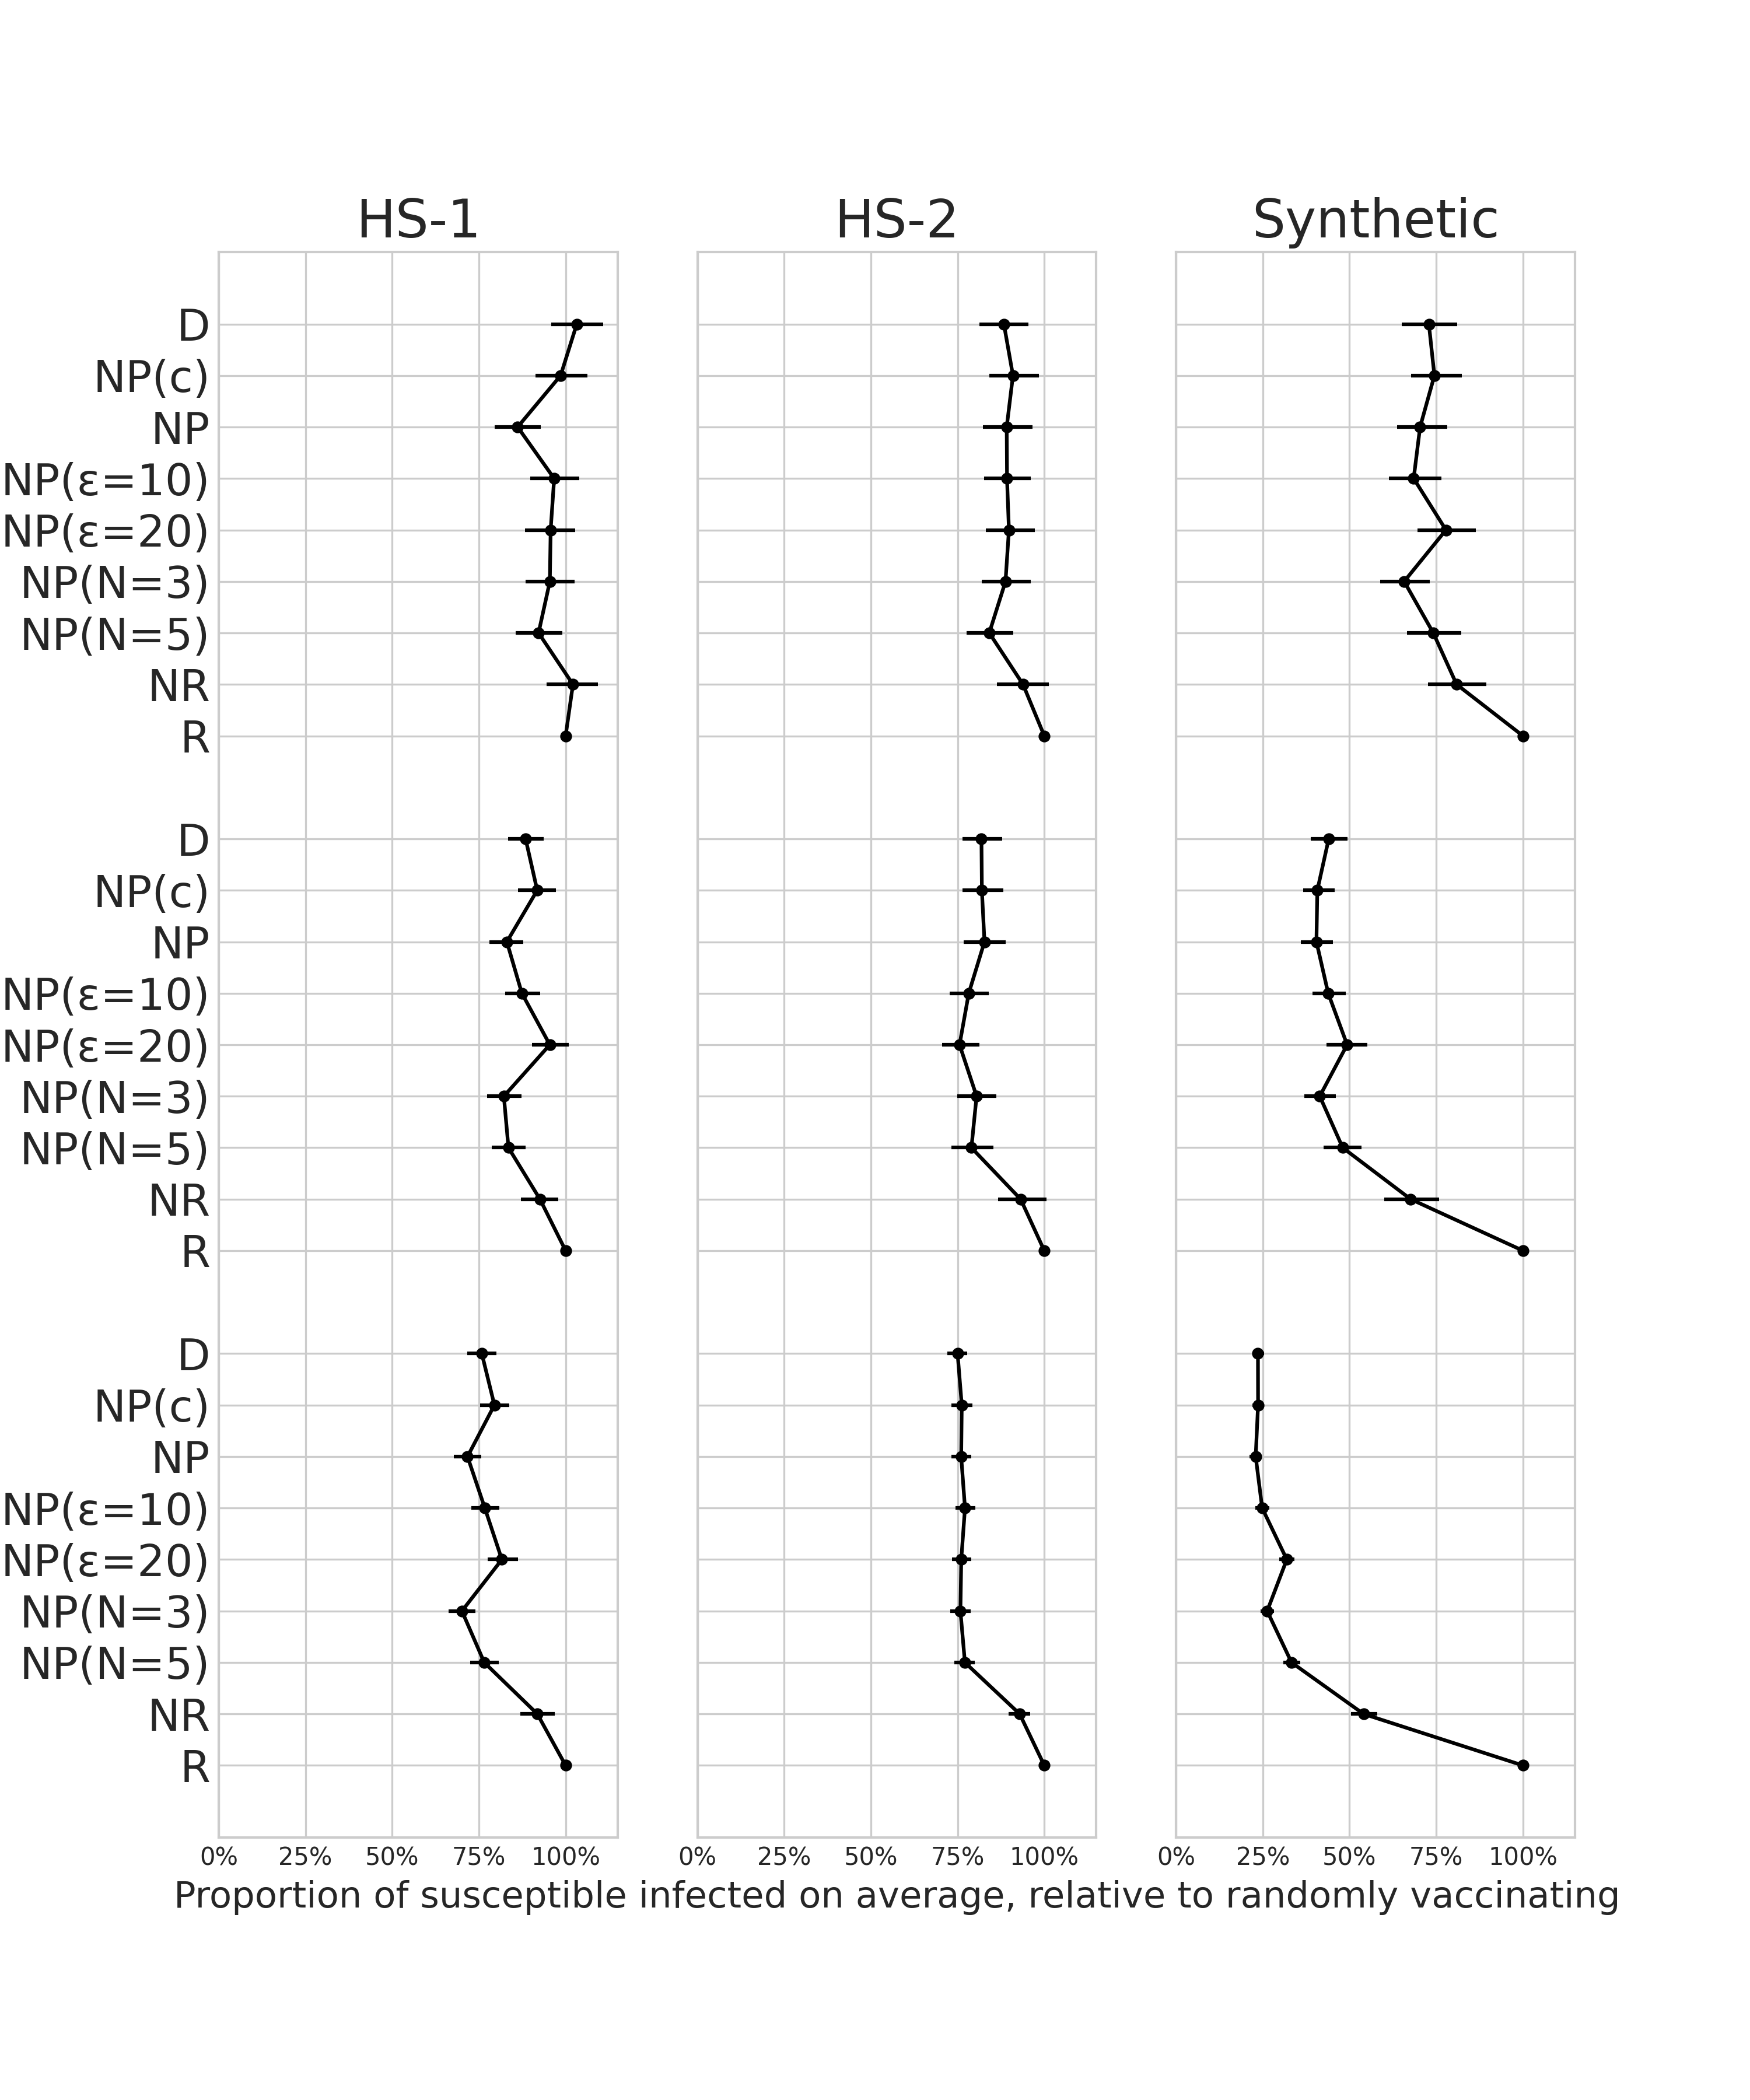 HS-1 HS-2 Synthetic
D
NP(c)
NP
NP(ε=10)
NP(ε=20)
NP(N=3)
NP(N=5)
NR
R
D
NP(c)
NP
NP(ε=10)
NP(ε=20)
NP(N=3)
NP(N=5)
NR
R
D
NP(c)
NP
NP(ε=10)
NP(ε=20)
NP(N=3)
NP(N=5)
NR
R
0% 25% 50% 75% 100% 0% 25% 50% 75% 100% 0% 25% 50% 75% 100%
Proportion of susceptible infected on average, relative to randomly vaccinating